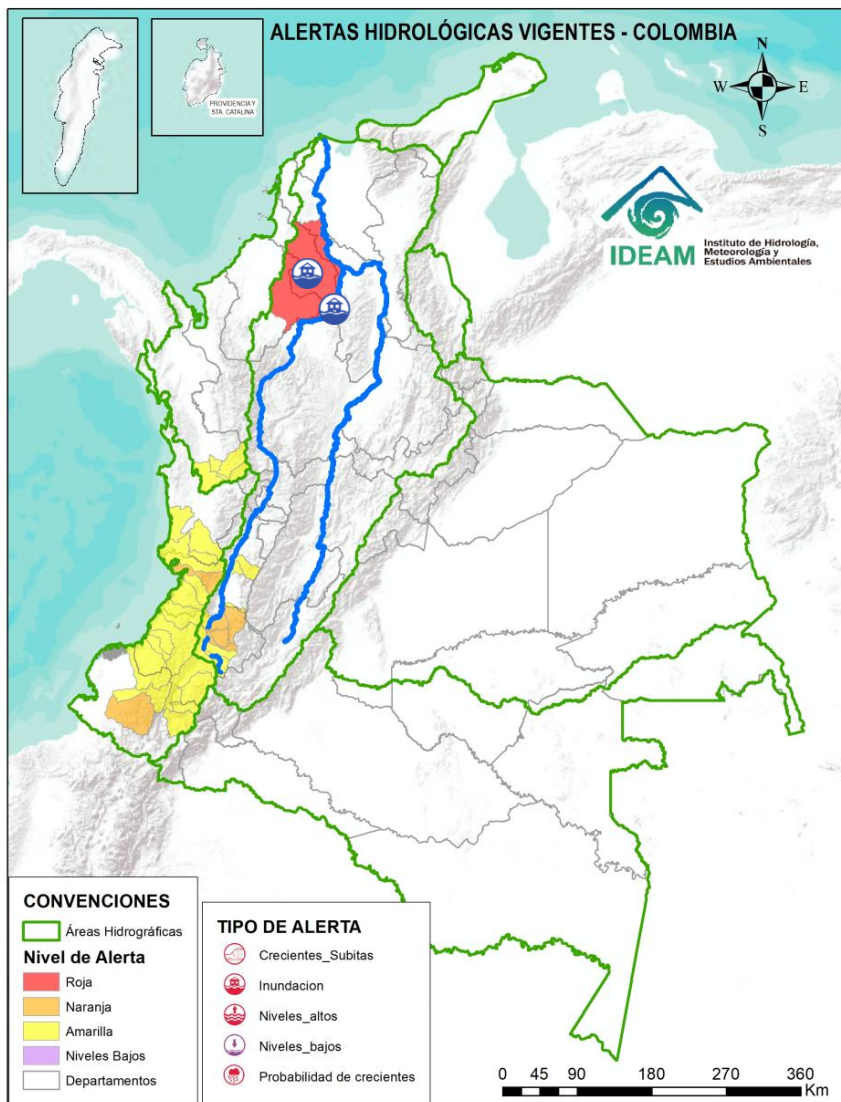 ALERTAS HIDROLÓGICAS VIGENTES - COLOMBIA
PROVIDENCIA Y
STA. CATALINA
N
W E
S
IDEAM
Instituto de Hidrología,
Meteorología y
Estudios Ambientales
CONVENCIONES
Áreas Hidrográficas
Nivel de Alerta
Roja
Naranja
Amarilla
Niveles Bajos
Departamentos
TIPO DE ALERTA
Crecientes_Subitas
Inundacion
Niveles_altos
Niveles_bajos
Probabilidad de crecientes
0 45 90 180 270 360
Km